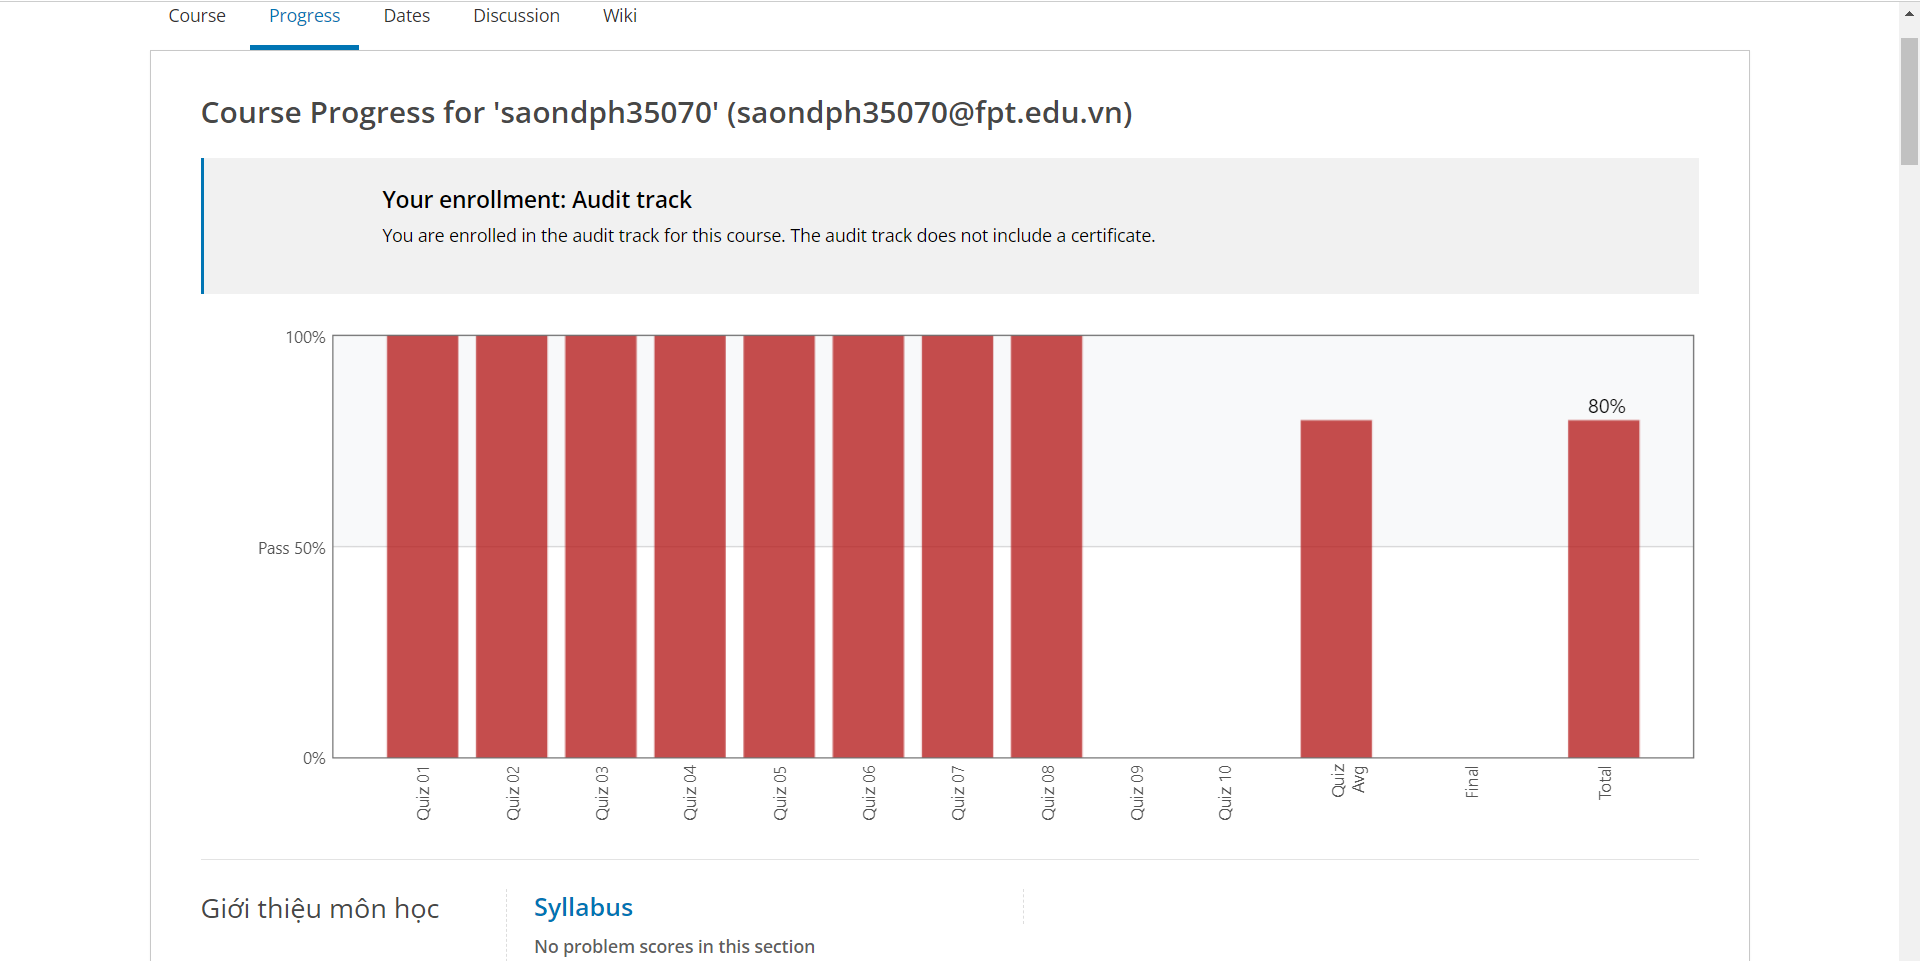 Course Progress Dates Discussion Wiki
Course Progress for 'saondph35070' (saondph35070@fpt.edu.vn)
Your enrollment: Audit track
You are enrolled in the audit track for this course. The audit track does not include a certificate.
100%
80%
Pass 50%
0%
Quiz 01
Quiz 02
Quiz 03
Quiz 04
Quiz 05
Quiz 06
Quiz 07
Quiz 08
Quiz 09
Quiz 10
Quiz
Avg
Final
Total
Giới thiệu môn học
Syllabus
No problem scores in this section